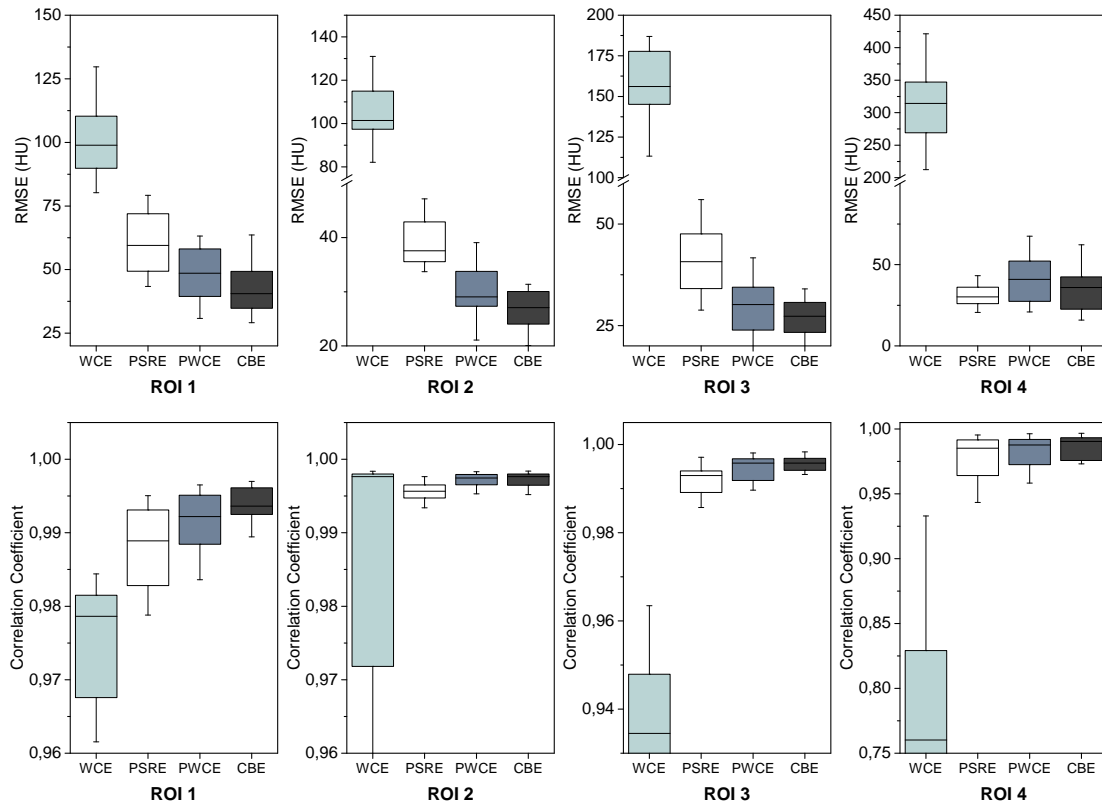 150
125
100
75
50
25
RMSE (HU)
WCE PSRE PWCE CBE
ROI 1
140
120
100
80
40
20
RMSE (HU)
WCE PSRE PWCE CBE
ROI 2
200
175
150
125
100
50
25
RMSE (HU)
WCE PSRE PWCE CBE
ROI 3
450
400
350
300
250
200
50
0
RMSE (HU)
WCE PSRE PWCE CBE
ROI 4
1,00
0,99
0,98
0,97
0,96
Correlation Coefficient
WCE PSRE PWCE CBE
ROI 1
1,00
0,99
0,98
0,97
0,96
Correlation Coefficient
WCE PSRE PWCE CBE
ROI 2
1,00
0,98
0,96
0,94
Correlation Coefficient
WCE PSRE PWCE CBE
ROI 3
1,00
0,95
0,90
0,85
0,80
0,75
Correlation Coefficient
WCE PSRE PWCE CBE
ROI 4